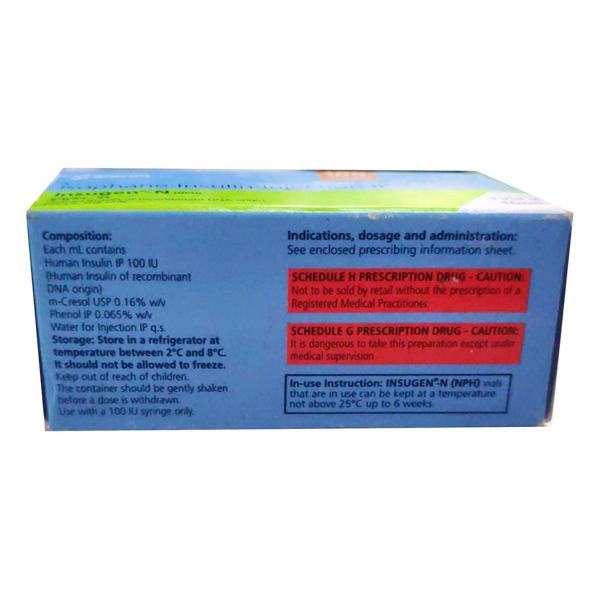 Isophane Insulin
Insugen®-N (NPH)
Composition:
Each mL contains
Human Insulin IP 100 IU
(Human Insulin of recombinant
DNA origin)
m-Cresol USP 0.16% w/v
Phenol IP 0.065% w/v
Water for Injection IP q.s.
Storage: Store in a refrigerator at
temperature between 2°C and 8°C.
It should not be allowed to freeze.
Keep out of reach of children.
The container should be gently shaken
before a dose is withdrawn.
Use with a 100 IU syringe only.
Indications, dosage and administration:
See enclosed prescribing information sheet.
SCHEDULE H PRESCRIPTION DRUG - CAUTION:
Not to be sold by retail without the prescription of a
Registered Medical Practitioner.
SCHEDULE G PRESCRIPTION DRUG - CAUTION:
It is dangerous to take this preparation except under
medical supervision
In-use Instruction: INSUGEN®-N (NPH) vials
that are in use can be kept at a temperature
not above 25°C up to 6 weeks.